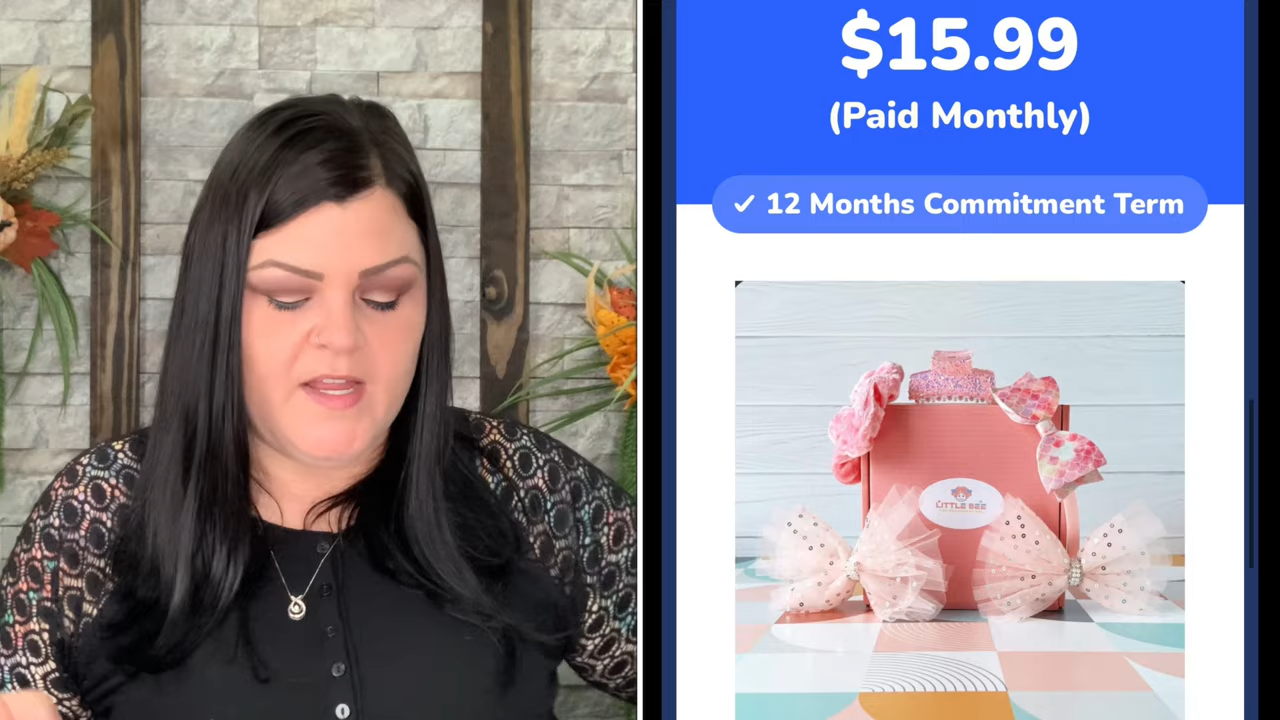 $15.99
(Paid Monthly)
✓ 12 Months Commitment Term
LITTLE BEE